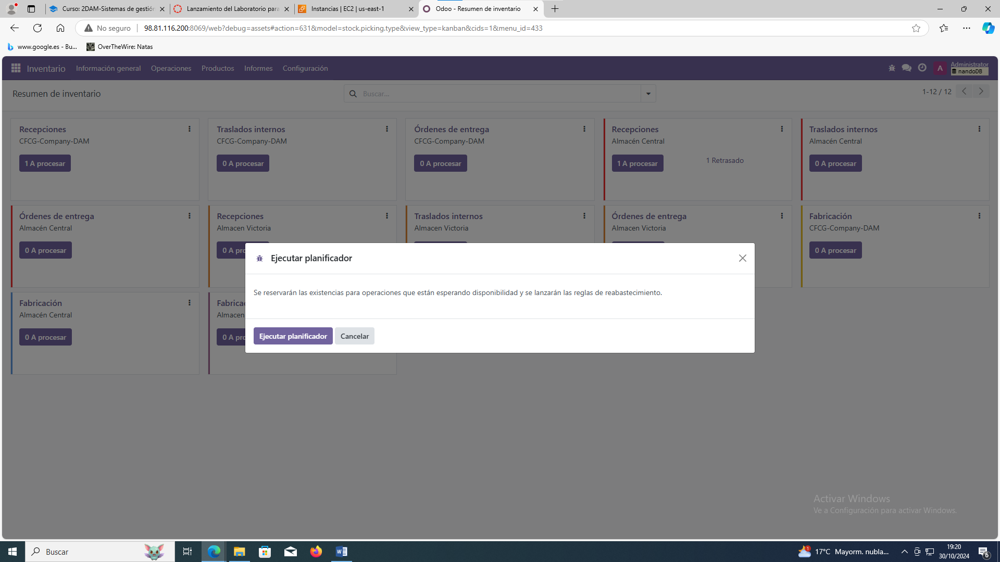 Curso: 2DAM-Sistemas de gestión
Lanzamiento del Laboratorio para
Instancias | EC2 | us-east-1
Odoo - Resumen de inventario
No seguro
98.81.116.200:8069/web?debug=assets#action=631&model=stock.picking.type&view_type=kanban&cids=1&menu_id=433
www.google.es - Bu...
OverTheWire: Natas
Inventario
Información general
Operaciones
Productos
Informes
Configuración
A
Administrator
nandoDB
Resumen de inventario
Buscar...
1-12 / 12
Recepciones
CFCG-Company-DAM
1 A procesar
Traslados internos
CFCG-Company-DAM
0 A procesar
Órdenes de entrega
CFCG-Company-DAM
0 A procesar
Recepciones
Almacén Central
1 A procesar
1 Retrasado
Traslados internos
Almacén Central
0 A procesar
Órdenes de entrega
Almacén Central
0 A procesar
Recepciones
Almacen Victoria
0 A proc
Traslados internos
Almacen Victoria
Órdenes de entrega
Almacen Victoria
Fabricación
CFCG-Company-DAM
0 A procesar
Fabricación
Almacén Central
0 A procesar
Fabricac
Almacen
0 A proc
Ejecutar planificador
Se reservarán las existencias para operaciones que están esperando disponibilidad y se lanzarán las reglas de reabastecimiento.
Ejecutar planificador
Cancelar
Activar Windows
Ve a Configuración para activar Windows.
Buscar
1
17°C Mayorm. nubla...
19:20
30/10/2024
6